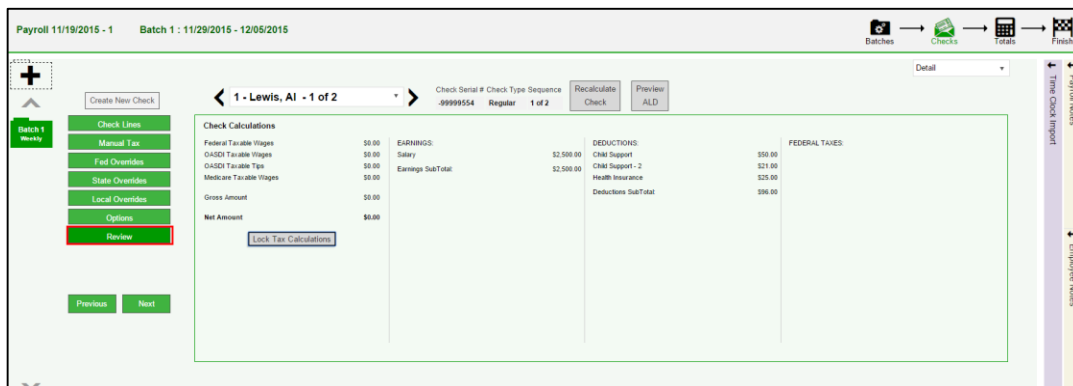 Payroll 11/19/2015 - 1 Batch 1 : 11/29/2015 - 12/05/2015
Batches Checks Totals Finish
Detail
Create New Check
1 - Lewis, Al - 1 of 2
Check Serial # Check Type Sequence
-99999554 Regular 1 of 2
Recalculate Check
Preview ALD
Batch 1
Weekly
Check Lines
Manual Tax
Fed Overrides
State Overrides
Local Overrides
Options
Review
Previous Next
Check Calculations
Federal Taxable Wages $0.00
OASDI Taxable Wages $0.00
OASDI Taxable Tips $0.00
Medicare Taxable Wages $0.00
Gross Amount $0.00
Net Amount $0.00
Lock Tax Calculations
EARNINGS:
Salary $2,500.00
Earnings SubTotal: $2,500.00
DEDUCTIONS:
Child Support $50.00
Child Support - 2 $21.00
Health Insurance $25.00
Deductions SubTotal: $96.00
FEDERAL TAXES:
Time Clock Import
Payroll Notes
Employee Notes